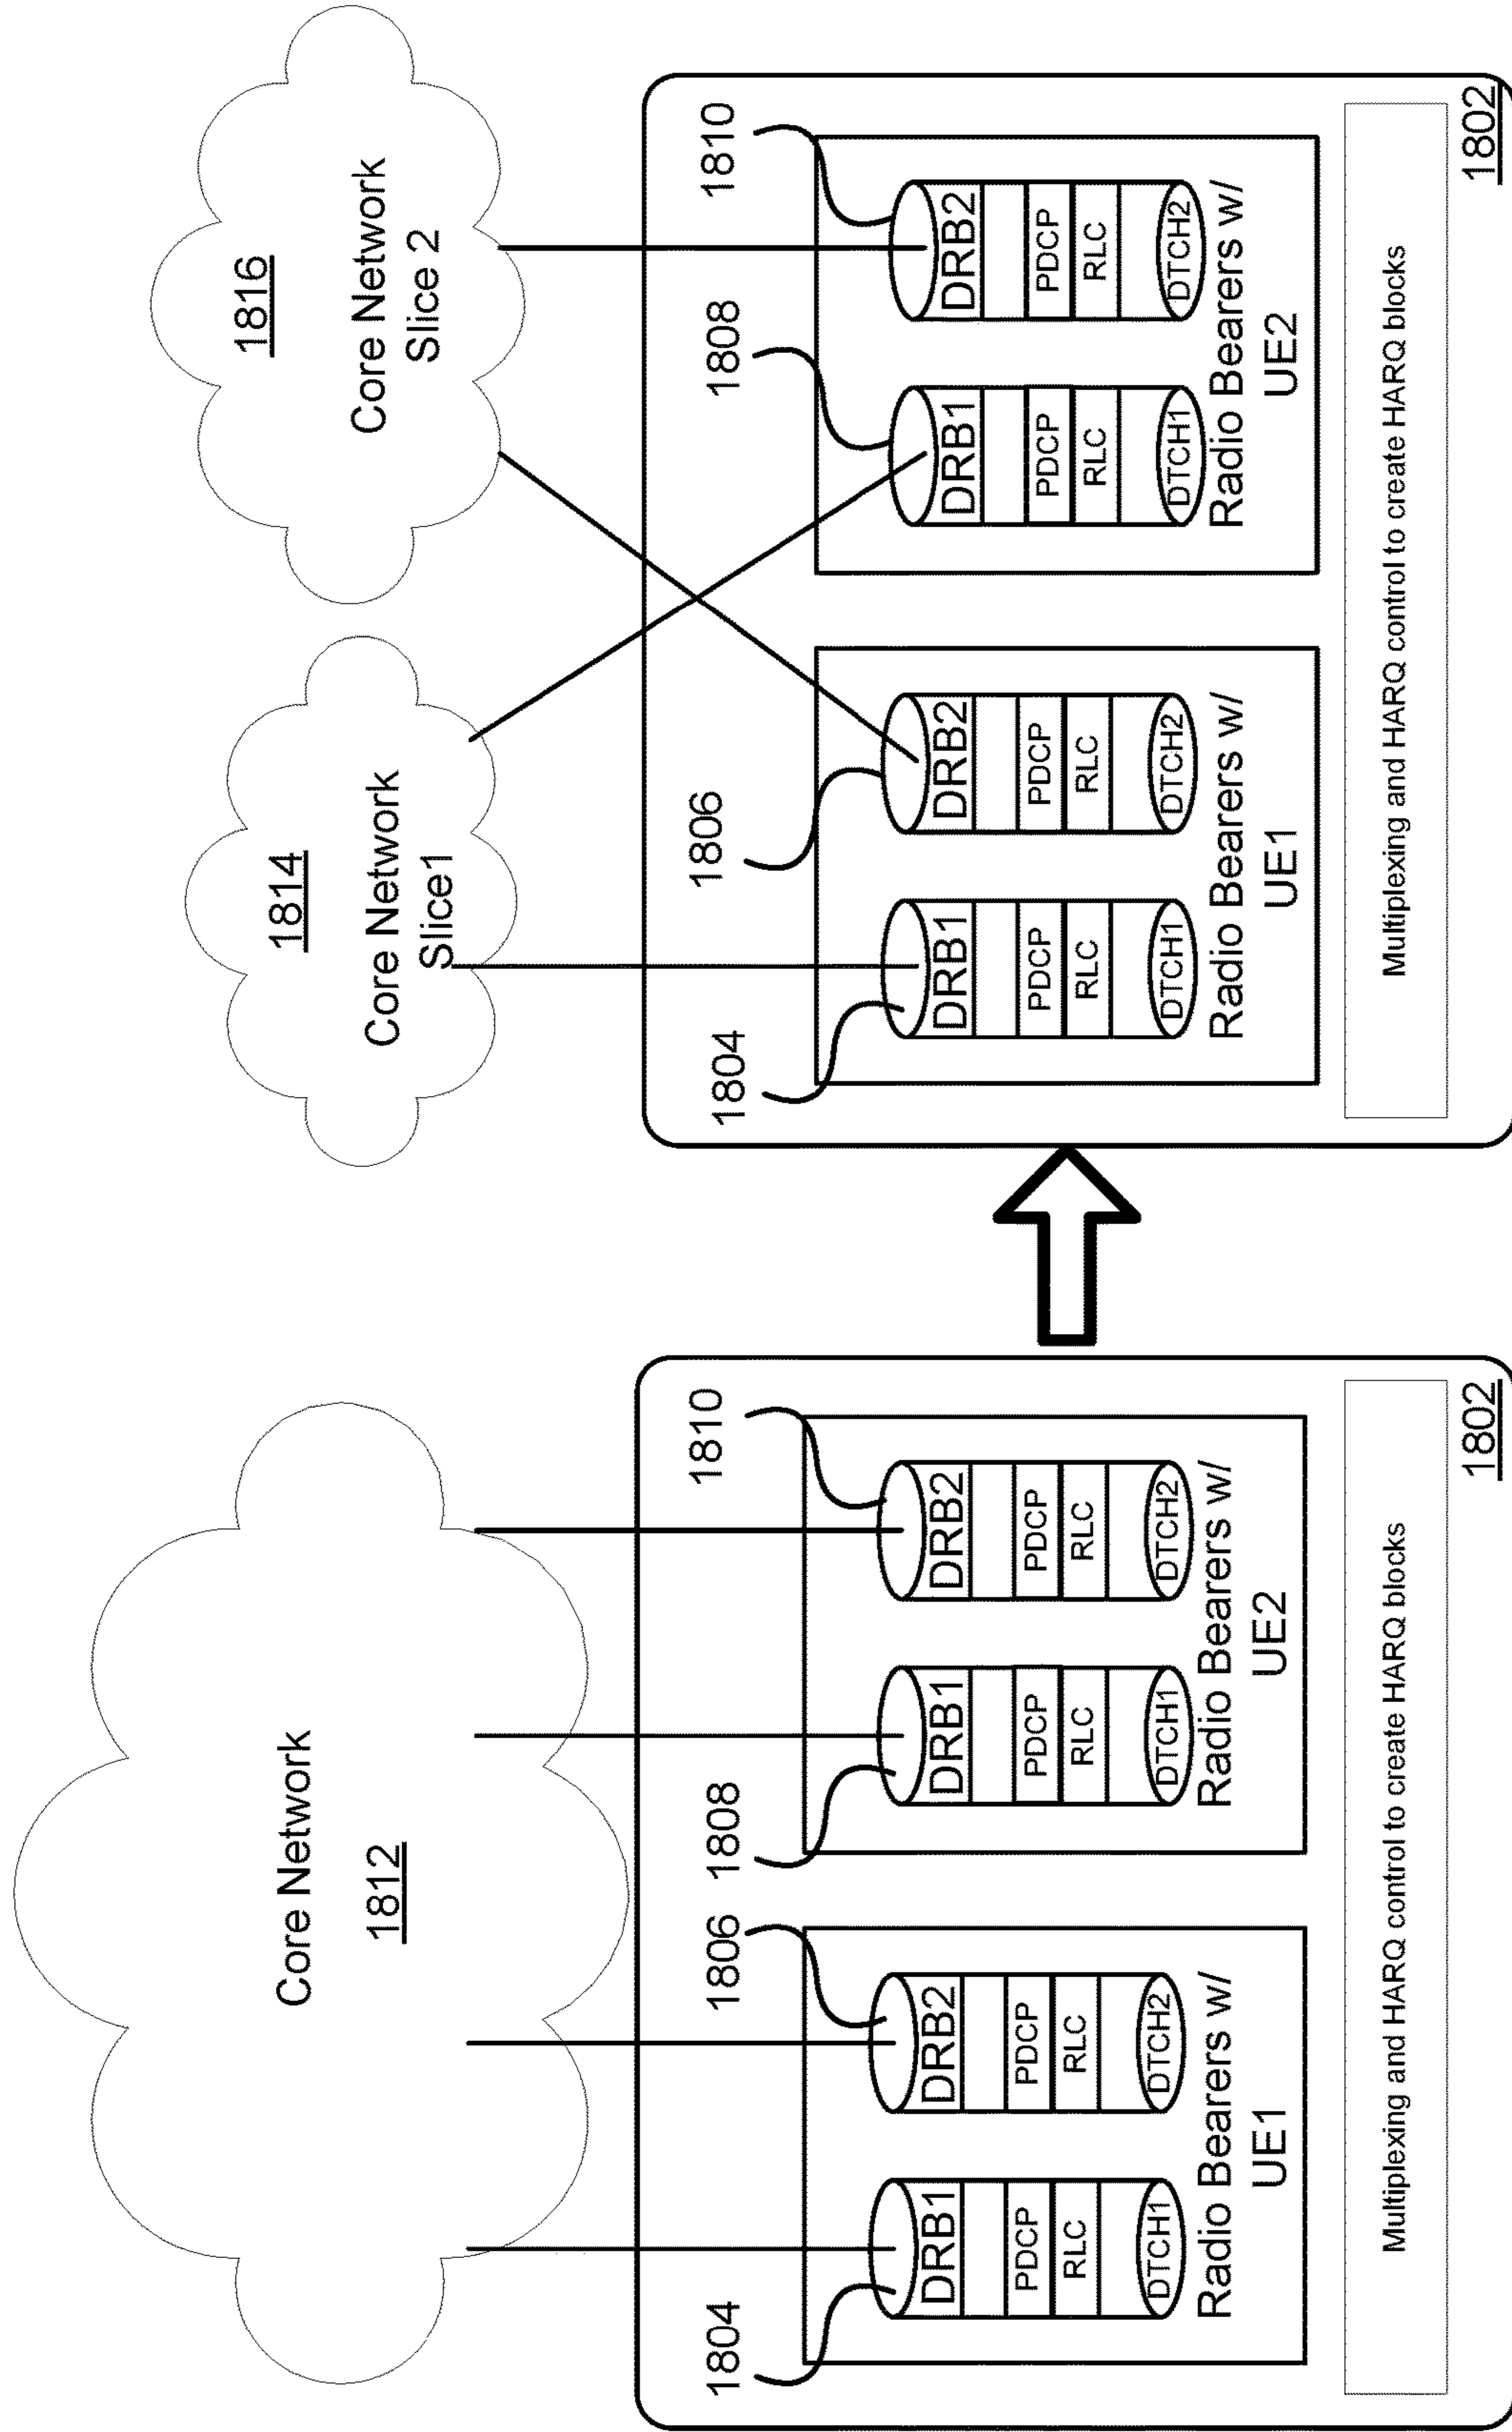 Core Network
1812
1804
1806
1808
1810
DRB1
PDCP
RLC
DTCH1
DRB2
PDCP
RLC
DTCH2
Radio Bearers w/
UE1
DRB1
PDCP
RLC
DTCH1
DRB2
PDCP
RLC
DTCH2
Radio Bearers w/
UE2
Multiplexing and HARQ control to create HARQ blocks
1802
1814
Core Network
Slice1
1816
Core Network
Slice 2
1804
1806
1808
1810
DRB1
PDCP
RLC
DTCH1
DRB2
PDCP
RLC
DTCH2
Radio Bearers w/
UE1
DRB1
PDCP
RLC
DTCH1
DRB2
PDCP
RLC
DTCH2
Radio Bearers w/
UE2
Multiplexing and HARQ control to create HARQ blocks
1802